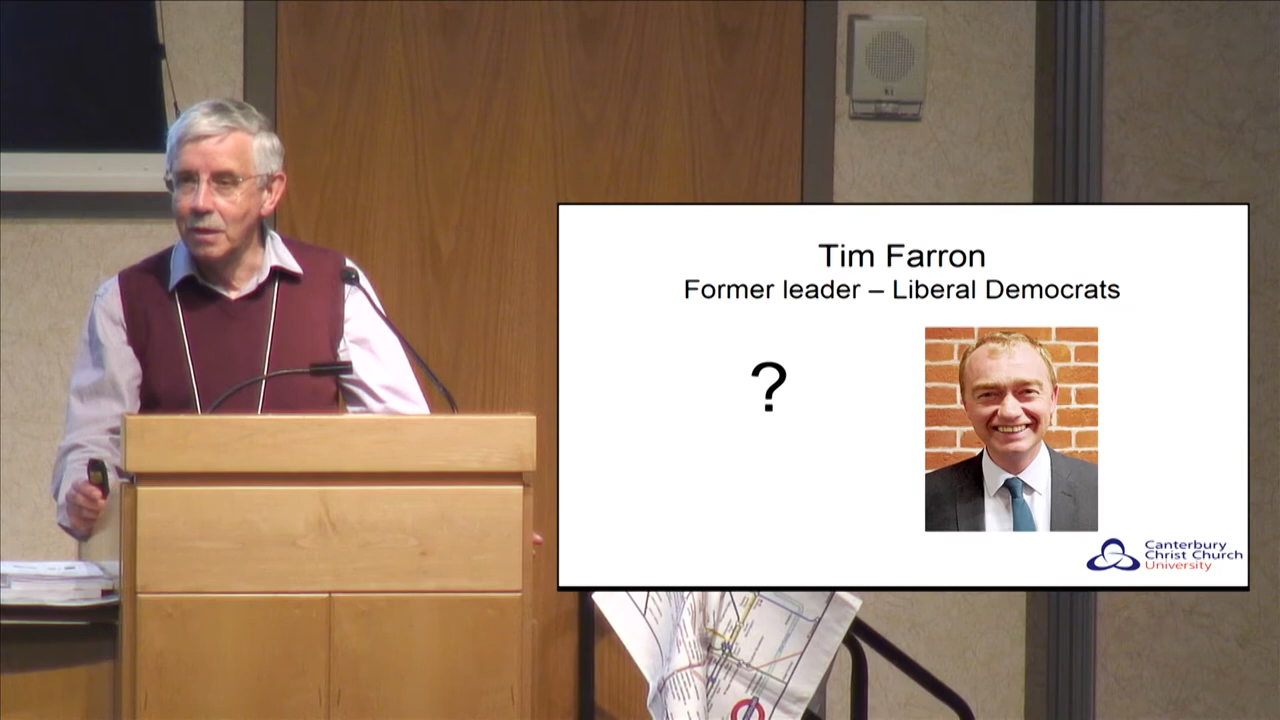 Tim Farron
Former leader – Liberal Democrats
?
Canterbury
Christ Church
University